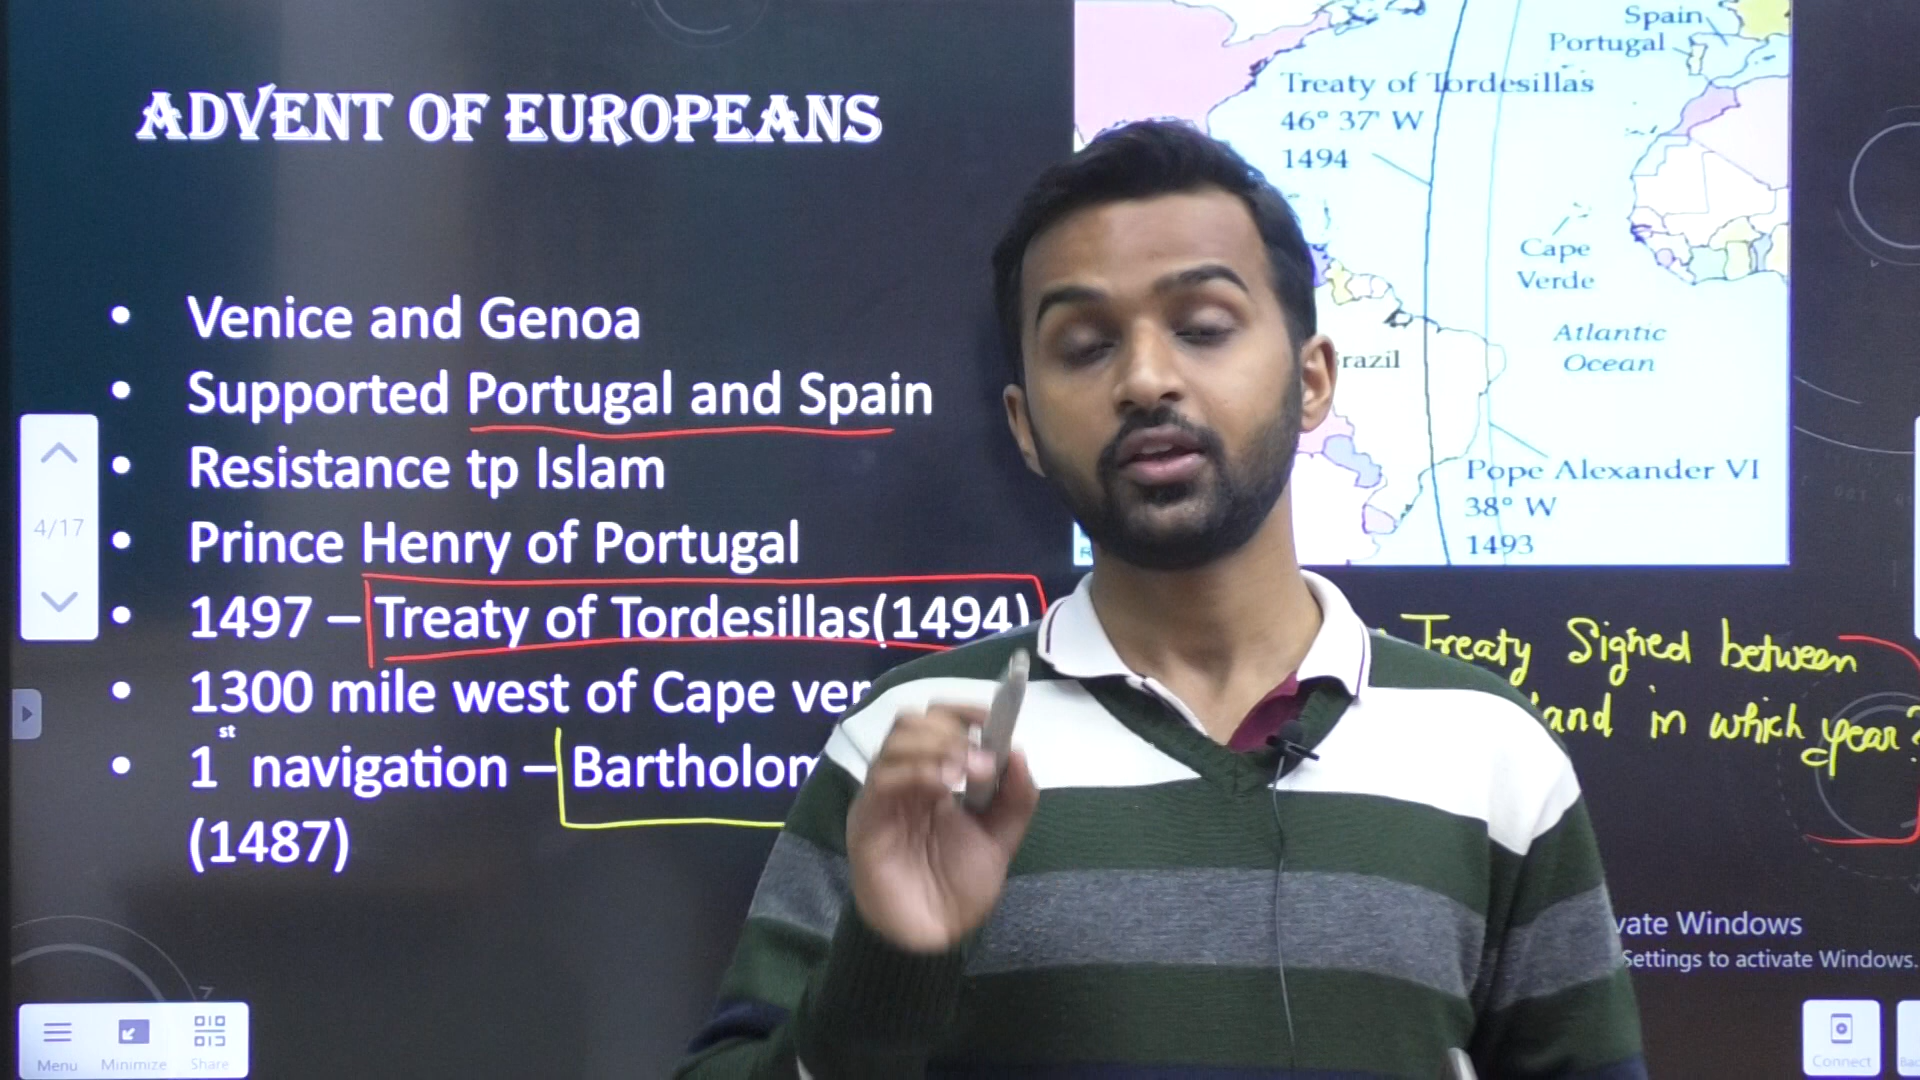 ADVENT OF EUROPEANS
• Venice and Genoa
• Supported Portugal and Spain
• Resistance tp Islam
• Prince Henry of Portugal
• 1497 – Treaty of Tordesillas(1494)
• 1300 mile west of Cape ver
• 1st navigation – Bartholom
(1487)
Spain
Portugal
Treaty of Tordesillas
46° 37' W
1494
Cape
Verde
Atlantic
Ocean
razil
Pope Alexander VI
38° W
1493
Treaty Signed between
and in which year?
vate Windows
Settings to activate Windows.
4/17
Menu Minimize Share
Connect
Bac